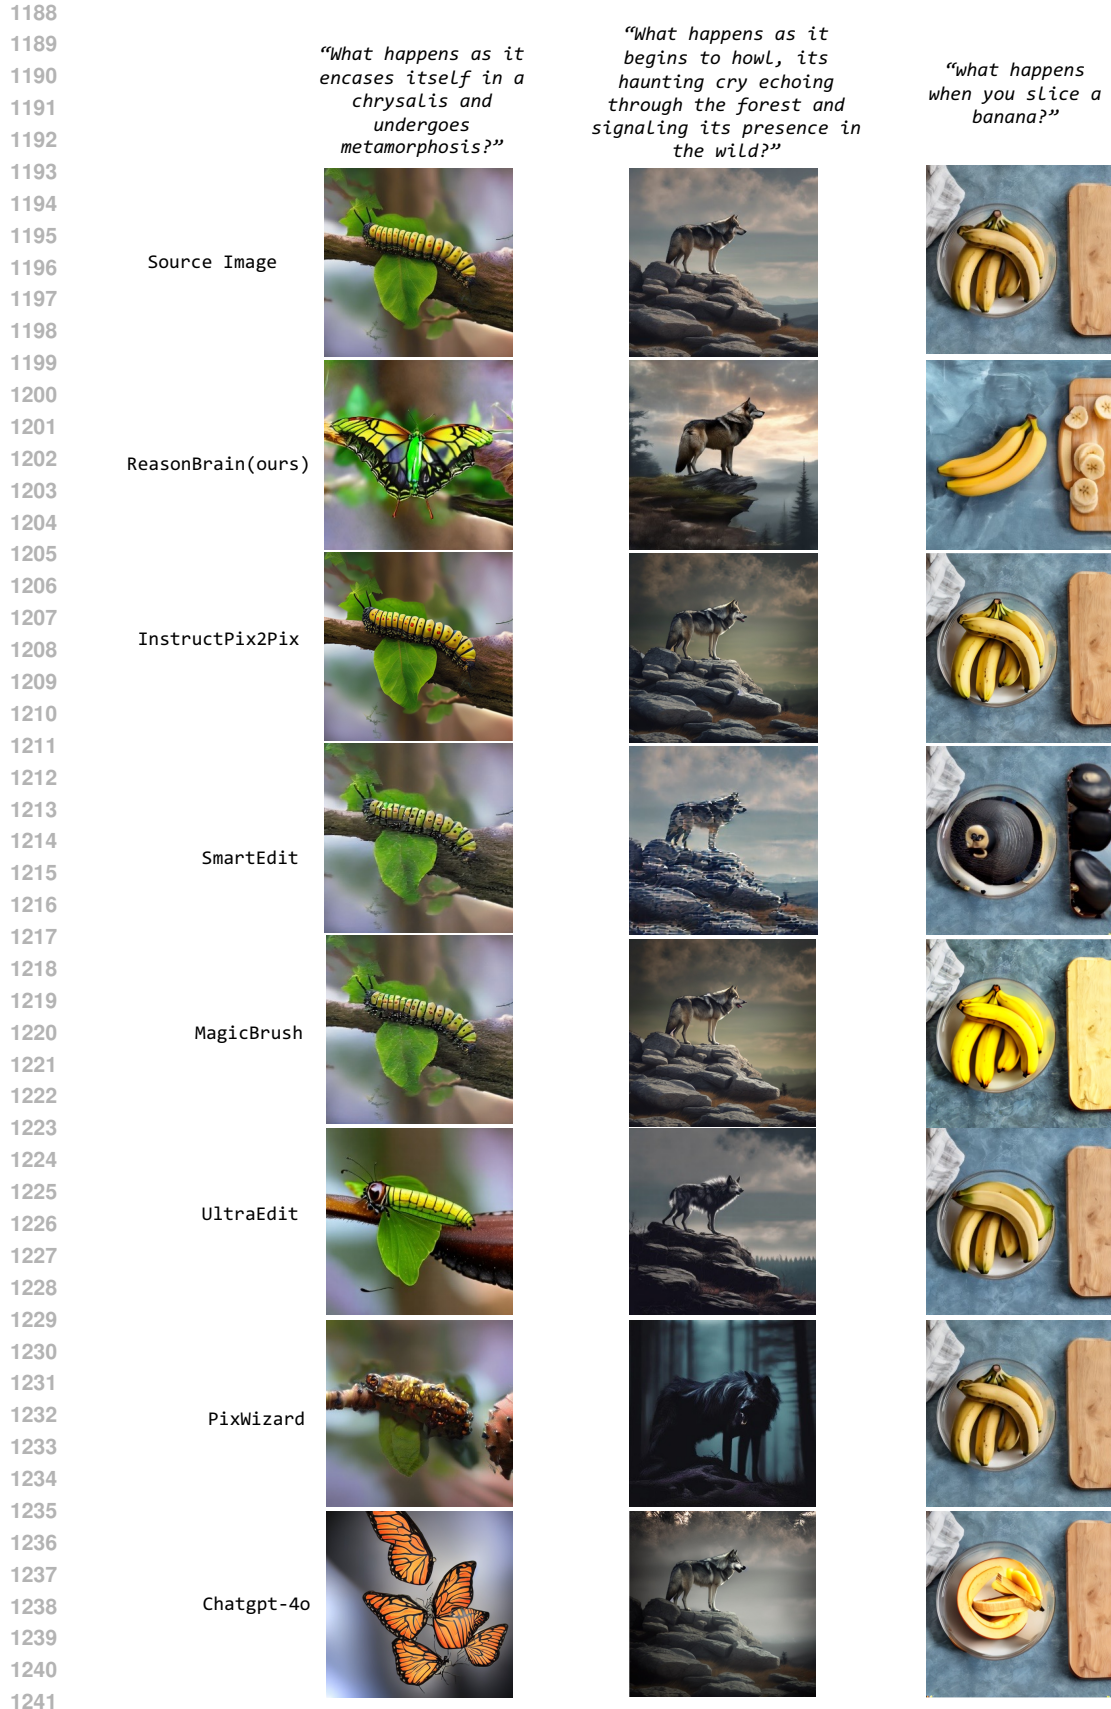 1188
1189
1190
1191
1192
1193
1194
1195
1196
1197
1198
1199
1200
1201
1202
1203
1204
1205
1206
1207
1208
1209
1210
1211
1212
1213
1214
1215
1216
1217
1218
1219
1220
1221
1222
1223
1224
1225
1226
1227
1228
1229
1230
1231
1232
1233
1234
1235
1236
1237
1238
1239
1240
1241
“What happens as it
encases itself in a
chrysalis and
undergoes
metamorphosis?”
“What happens as it
begins to howl, its
haunting cry echoing
through the forest and
signaling its presence in
the wild?”
“what happens
when you slice a
banana?”
Source Image
ReasonBrain(ours)
InstructPix2Pix
SmartEdit
MagicBrush
UltraEdit
PixWizard
Chatgpt-4o